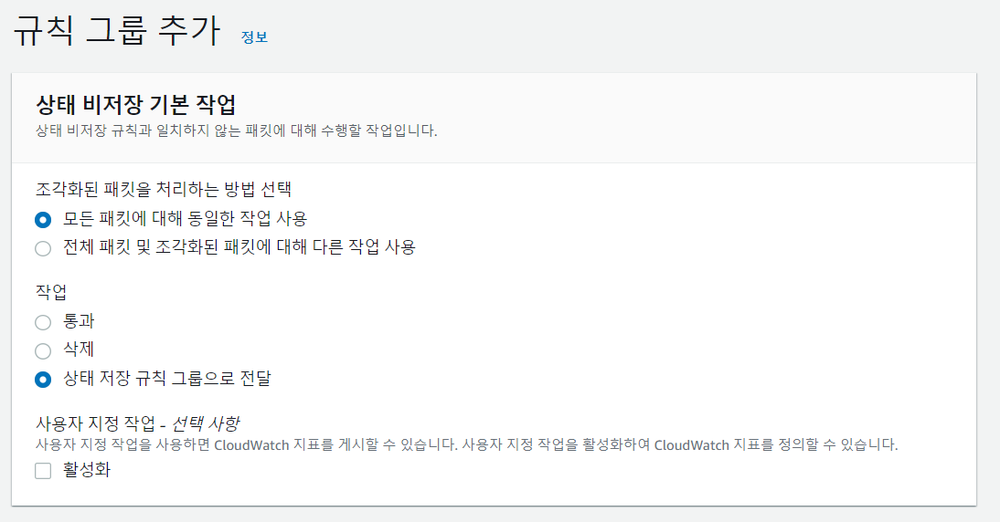 규칙 그룹 추가 정보
상태 비저장 기본 작업
상태 비저장 규칙과 일치하지 않는 패킷에 대해 수행할 작업입니다.
조각화된 패킷을 처리하는 방법 선택
모든 패킷에 대해 동일한 작업 사용
전체 패킷 및 조각화된 패킷에 대해 다른 작업 사용
작업
통과
삭제
상태 저장 규칙 그룹으로 전달
사용자 지정 작업 - 선택 사항
사용자 지정 작업을 사용하면 CloudWatch 지표를 게시할 수 있습니다. 사용자 지정 작업을 활성화하여 CloudWatch 지표를 정의할 수 있습니다.
활성화